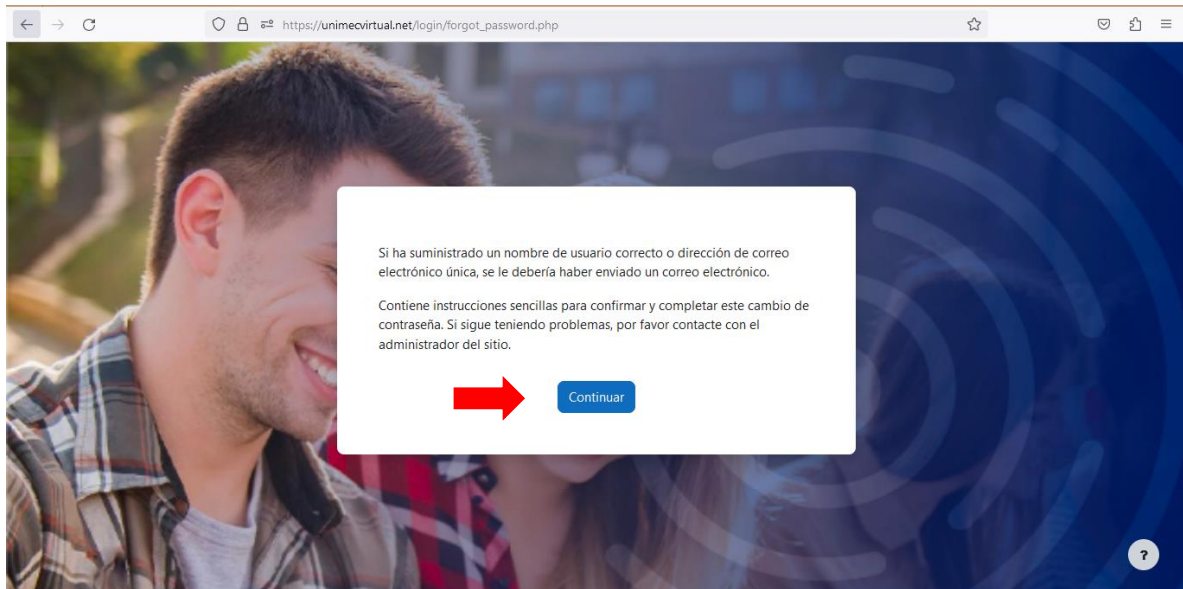 https://unimecvirtual.net/login/forgot_password.php
Si ha suministrado un nombre de usuario correcto o dirección de correo
electrónico única, se le debería haber enviado un correo electrónico.
Contiene instrucciones sencillas para confirmar y completar este cambio de
contraseña. Si sigue teniendo problemas, por favor contacte con el
administrador del sitio.
Continuar
?